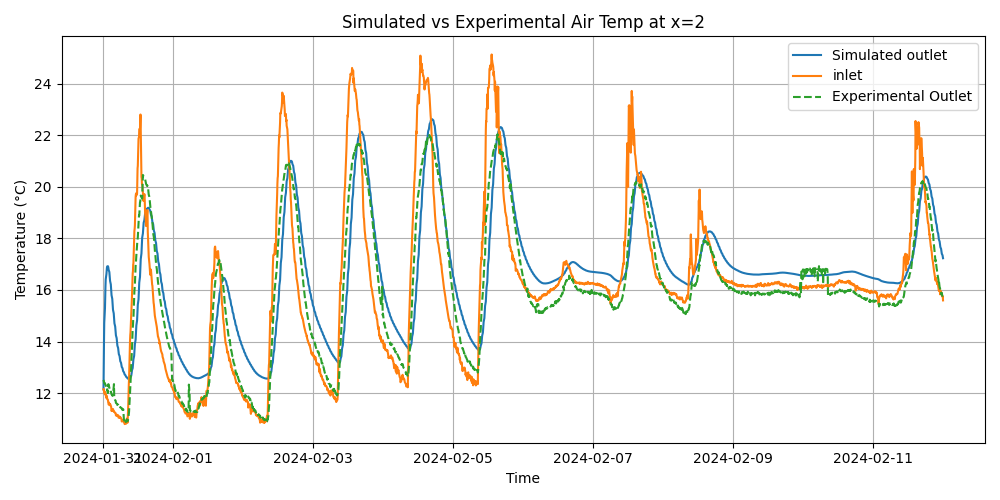 Simulated vs Experimental Air Temp at x=2
Simulated outlet
inlet
Experimental Outlet
Temperature (°C)
24
22
20
18
16
14
12
2024-01-31 2024-02-01 2024-02-03 2024-02-05 2024-02-07 2024-02-09 2024-02-11
Time